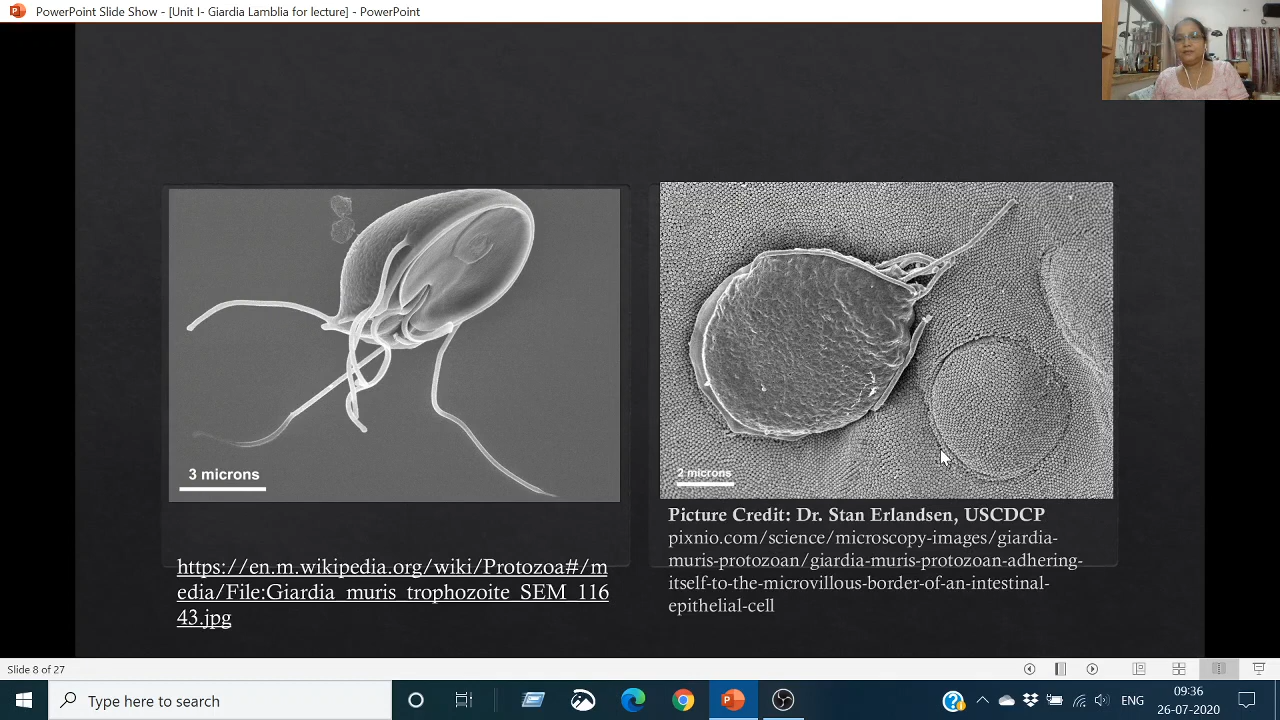 PowerPoint Slide Show - [Unit I- Giardia Lamblia for lecture] - PowerPoint
3 microns
2 microns
https://en.m.wikipedia.org/wiki/Protozoa#/m
edia/File:Giardia_muris_trophozoite_SEM_116
43.jpg
Picture Credit: Dr. Stan Erlandsen, USCDCP
pixnio.com/science/microscopy-images/giardia-
muris-protozoan/giardia-muris-protozoan-adhering-
itself-to-the-microvillous-border-of-an-intestinal-
epithelial-cell
Slide 8 of 27
Type here to search
ENG
09:36
26-07-2020